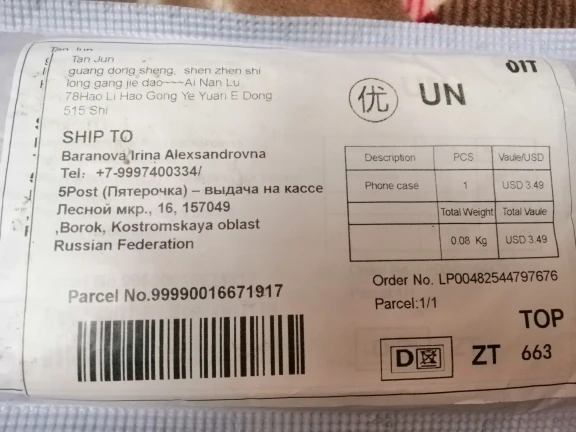 Tan Jun
Tan Jun
guang dong sheng, shen zhen shi
long gang jie dao~~~Ai Nan Lu
78Hao Li Hao Gong Ye Yuan E Dong
515 Shi
SHIP TO
Baranova Irina Alexsandrovna
Tel: +7-9997400334/
5Post (Пятерочка) – выдача на кассе
Лесной мкр., 16, 157049
,Borok, Kostromskaya oblast
Russian Federation
Parcel No.99990016671917
01T
优 UN
Description PCS Vaule/USD
Phone case 1 USD 3.49
Total Weight Total Vaule
0.08 Kg USD 3.49
Order No. LP00482544797676
Parcel:1/1
TOP
D ZT 663